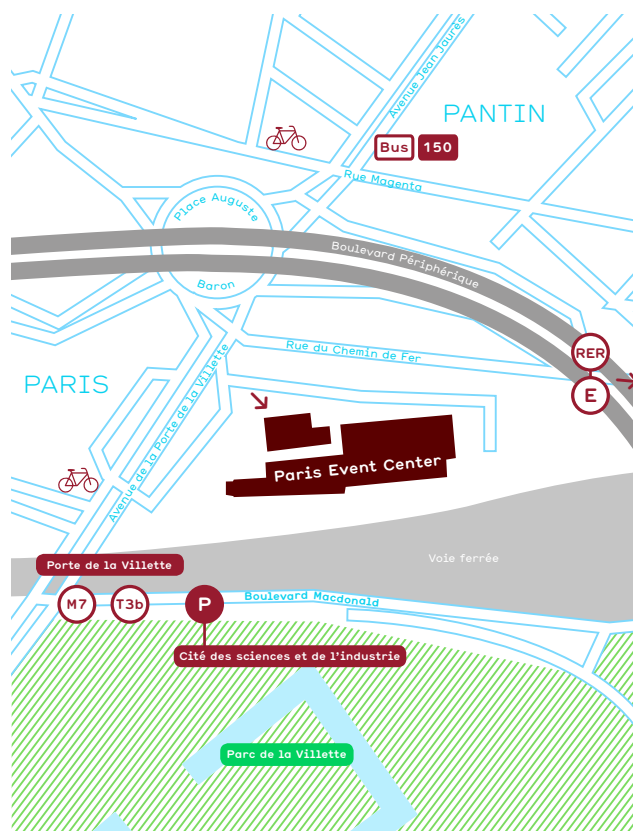 Avenue Jean Jaurès
PANTIN
Bus 150
Rue Magenta
Place Auguste
Baron
Boulevard Périphérique
RER
E
Rue du Chemin de Fer
PARIS
Avenue de la Porte de la Villette
Paris Event Center
Voie ferrée
Porte de la Villette
M7
T3b
P
Boulevard Macdonald
Cité des sciences et de l'industrie
Parc de la Villette